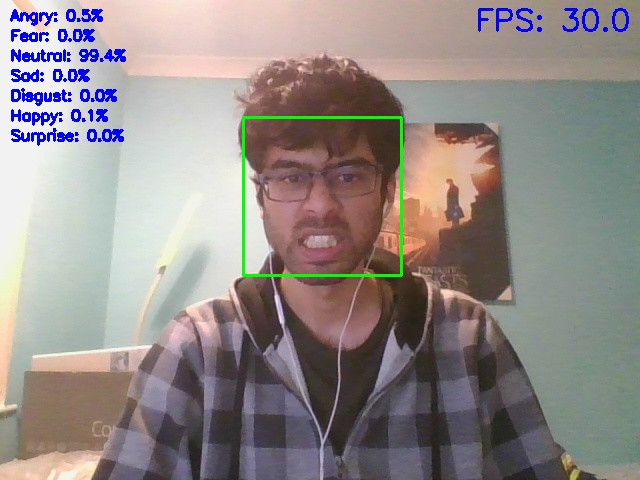 Angry: 0.5%
Fear: 0.0%
Neutral: 99.4%
Sad: 0.0%
Disgust: 0.0%
Happy: 0.1%
Surprise: 0.0%
FPS: 30.0
FANTASTIC